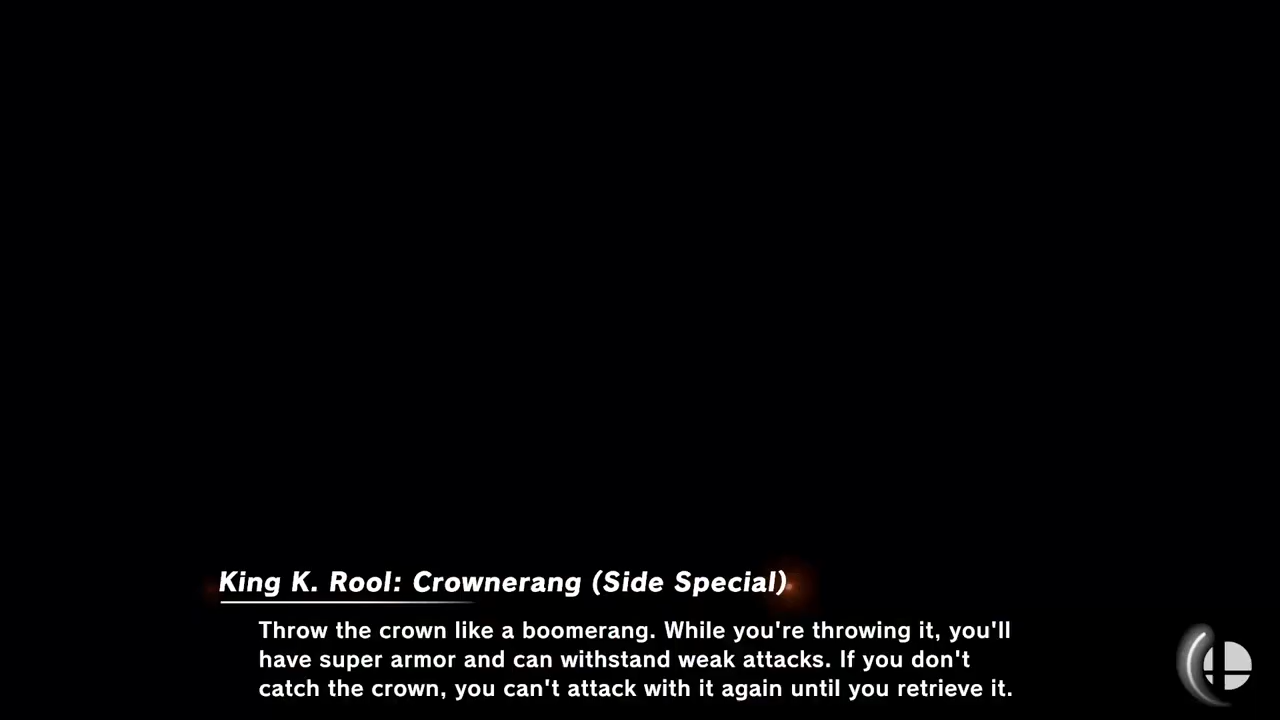 King K. Rool: Crownerang (Side Special)
Throw the crown like a boomerang. While you're throwing it, you'll
have super armor and can withstand weak attacks. If you don't
catch the crown, you can't attack with it again until you retrieve it.